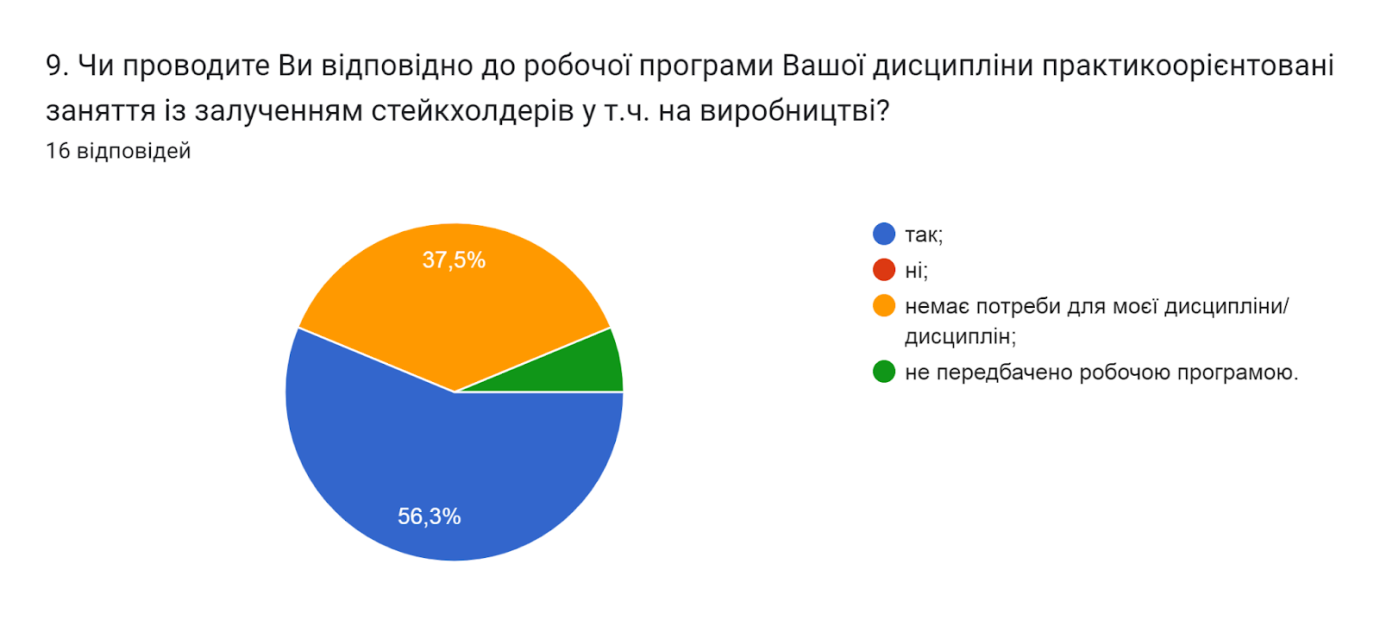 9. Чи проводите Ви відповідно до робочої програми Вашої дисципліни практикоорієнтовані
заняття із залученням стейкхолдерів у т.ч. на виробництві?
16 відповідей
37,5%
56,3%
так;
ні;
немає потреби для моєї дисципліни/
дисциплін;
не передбачено робочою програмою.